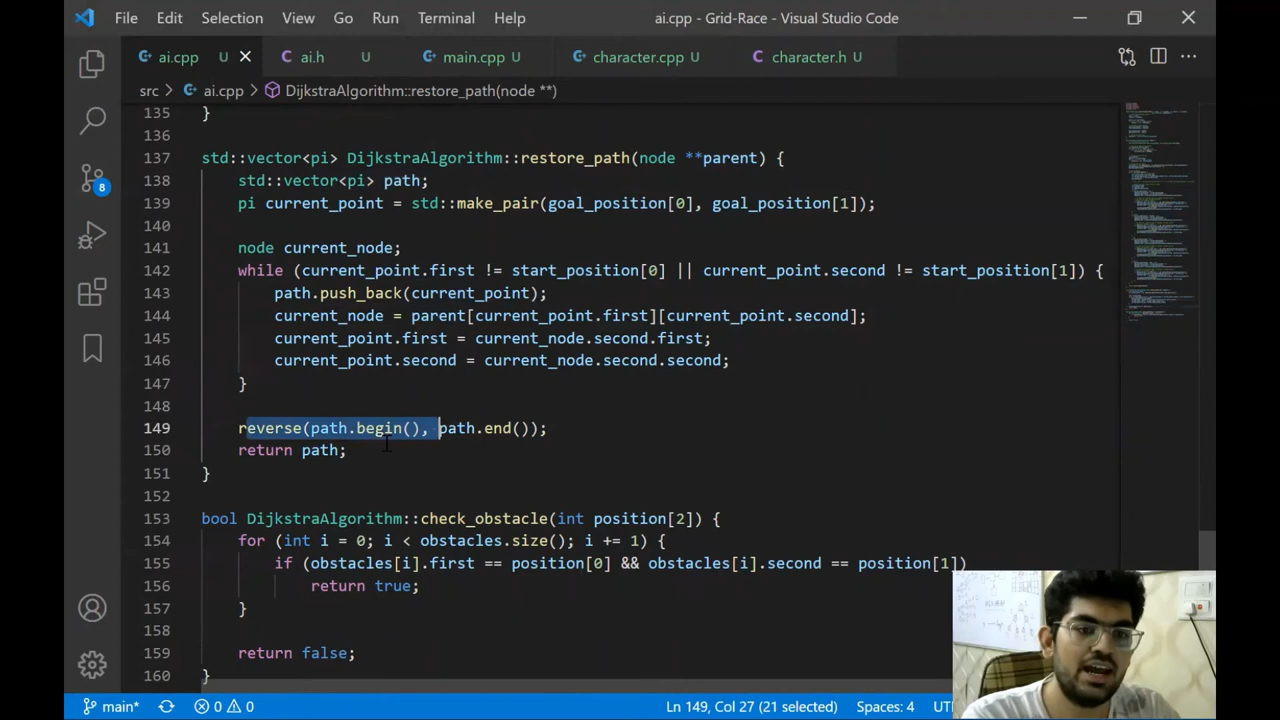 File Edit Selection View Go Run Terminal Help ai.cpp - Grid-Race - Visual Studio Code
ai.cpp U ai.h U main.cpp U character.cpp U character.h U
src > ai.cpp > DijkstraAlgorithm::restore_path(node **)
135 }
136
137 std::vector<pi> DijkstraAlgorithm::restore_path(node **parent) {
138 std::vector<pi> path;
139 pi current_point = std::make_pair(goal_position[0], goal_position[1]);
140
141 node current_node;
142 while (current_point.first != start_position[0] || current_point.second != start_position[1]) {
143 path.push_back(current_point);
144 current_node = parent[current_point.first][current_point.second];
145 current_point.first = current_node.second.first;
146 current_point.second = current_node.second.second;
147 }
148
149 reverse(path.begin(), path.end());
150 return path;
151 }
152
153 bool DijkstraAlgorithm::check_obstacle(int position[2]) {
154 for (int i = 0; i < obstacles.size(); i += 1) {
155 if (obstacles[i].first == position[0] && obstacles[i].second == position[1])
156 return true;
157 }
158
159 return false;
160 }
8
main* 0 0 Ln 149, Col 27 (21 selected) Spaces: 4